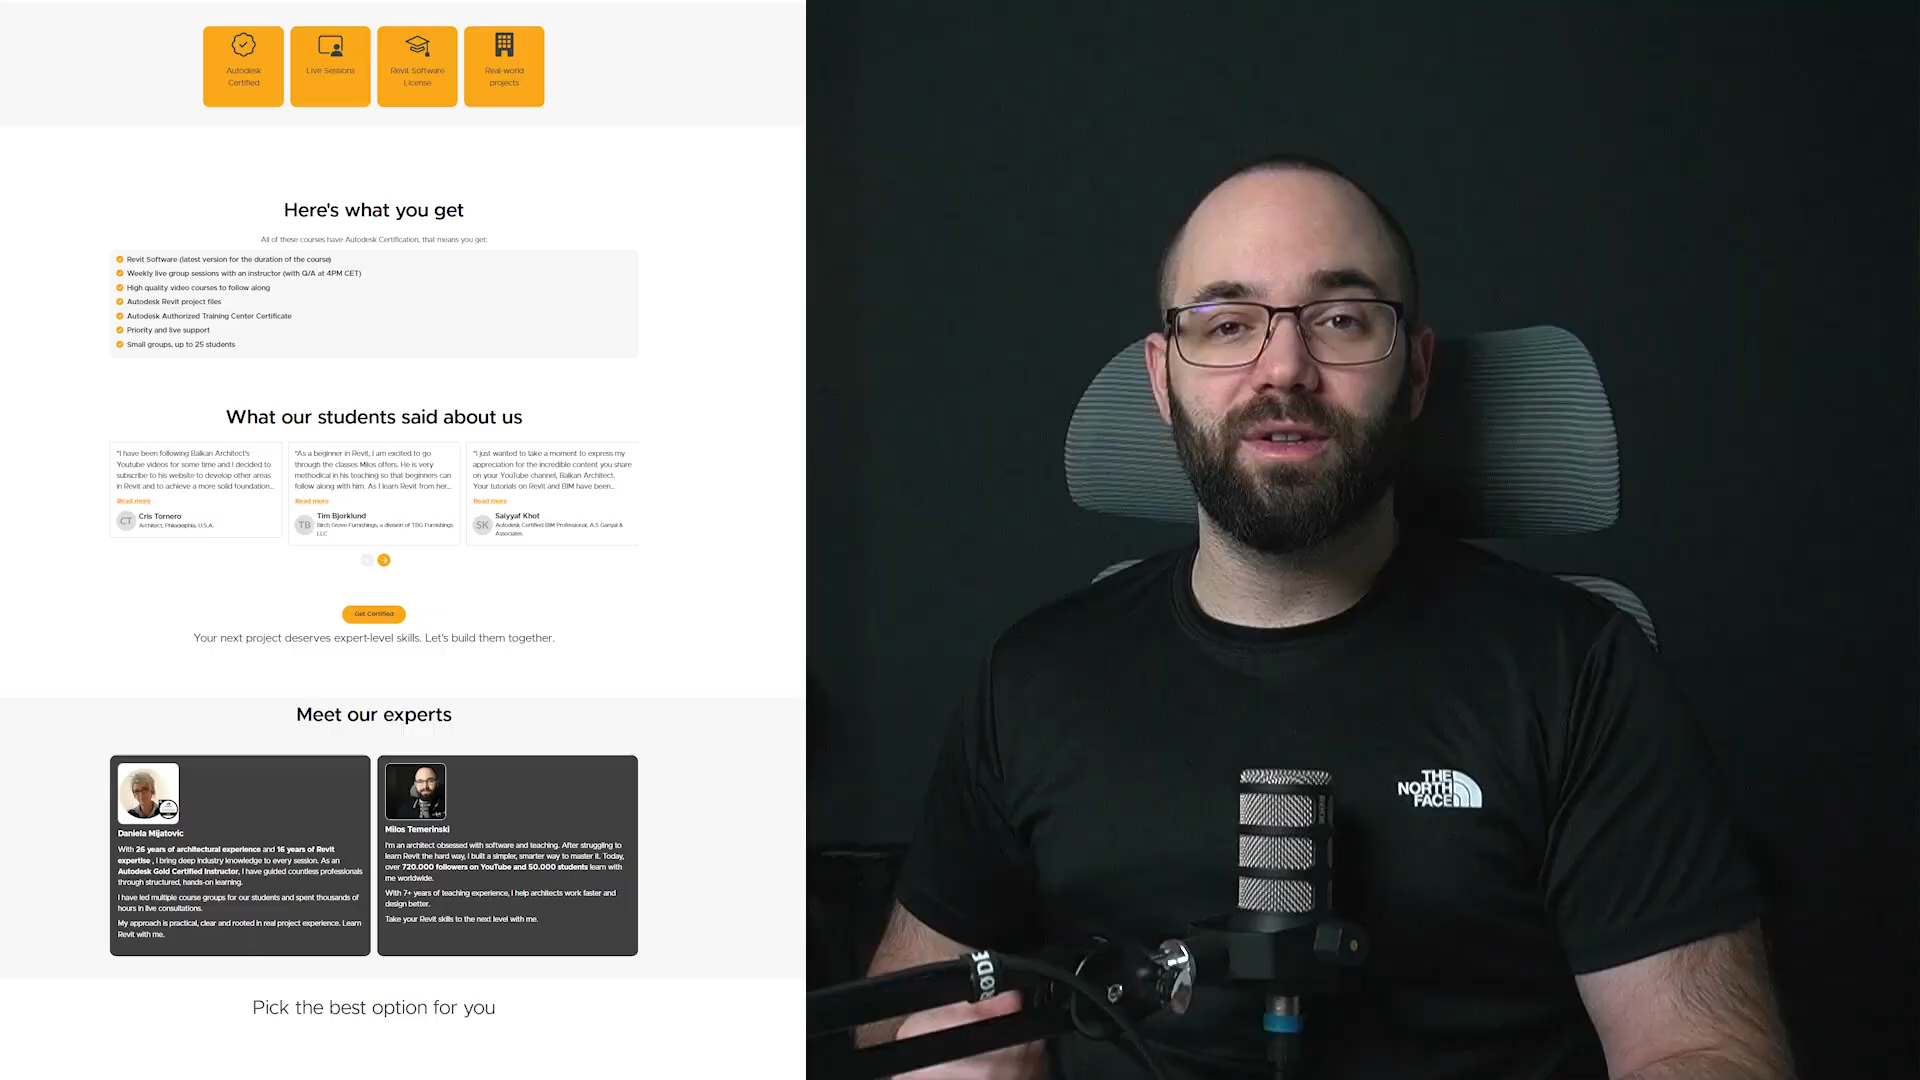 Autodesk
Certified
Live Sessions
Revit Software
License
Real-world
projects
Here's what you get
All of these courses have Autodesk Certification, that means you get:
Revit Software (latest version for the duration of the course)
Weekly live group sessions with an instructor (with Q/A at 4PM CET)
High quality video courses to follow along
Autodesk Revit project files
Autodesk Authorized Training Center Certificate
Priority and live support
Small groups, up to 25 students
What our students said about us
"I have been following Balkan Architect's
Youtube videos for some time and I decided to
subscribe to his website to develop other areas
in Revit and to achieve a more solid foundation...
Read more
CT
Cris Tornero
Architect, Philadelphia, U.S.A.
"As a beginner in Revit, I am excited to go
through the classes Milos offers. He is very
methodical in his teaching so that beginners can
follow along with him. As I learn Revit from her...
Read more
TB
Tim Bjorklund
Birch Grove Furnishings, a division of TBG Furnishings
LLC
"I just wanted to take a moment to express my
appreciation for the incredible content you share
on your YouTube channel, Balkan Architect.
Your tutorials on Revit and BIM have been...
Read more
SK
Saiyyaf Khot
Autodesk Certified BIM Professional, A.S Ganjal &
Associates
Get Certified
Your next project deserves expert-level skills. Let's build them together.
Meet our experts
Daniela Mijatovic
With 26 years of architectural experience and 16 years of Revit
expertise , I bring deep industry knowledge to every session. As an
Autodesk Gold Certified Instructor, I have guided countless professionals
through structured, hands-on learning.
I have led multiple course groups for our students and spent thousands of
hours in live consultations.
My approach is practical, clear and rooted in real project experience. Learn
Revit with me.
Milos Temerinski
I'm an architect obsessed with software and teaching. After struggling to
learn Revit the hard way, I built a simpler, smarter way to master it. Today,
over 720.000 followers on YouTube and 50.000 students learn with
me worldwide.
With 7+ years of teaching experience, I help architects work faster and
design better.
Take your Revit skills to the next level with me.
Pick the best option for you
THE
NORTH
FACE
RØDE